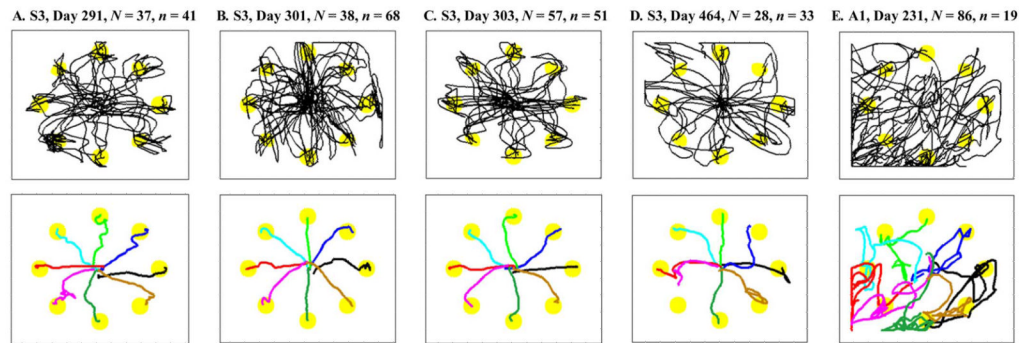 A. S3, Day 291, N = 37, n = 41
B. S3, Day 301, N = 38, n = 68
C. S3, Day 303, N = 57, n = 51
D. S3, Day 464, N = 28, n = 33
E. A1, Day 231, N = 86, n = 19